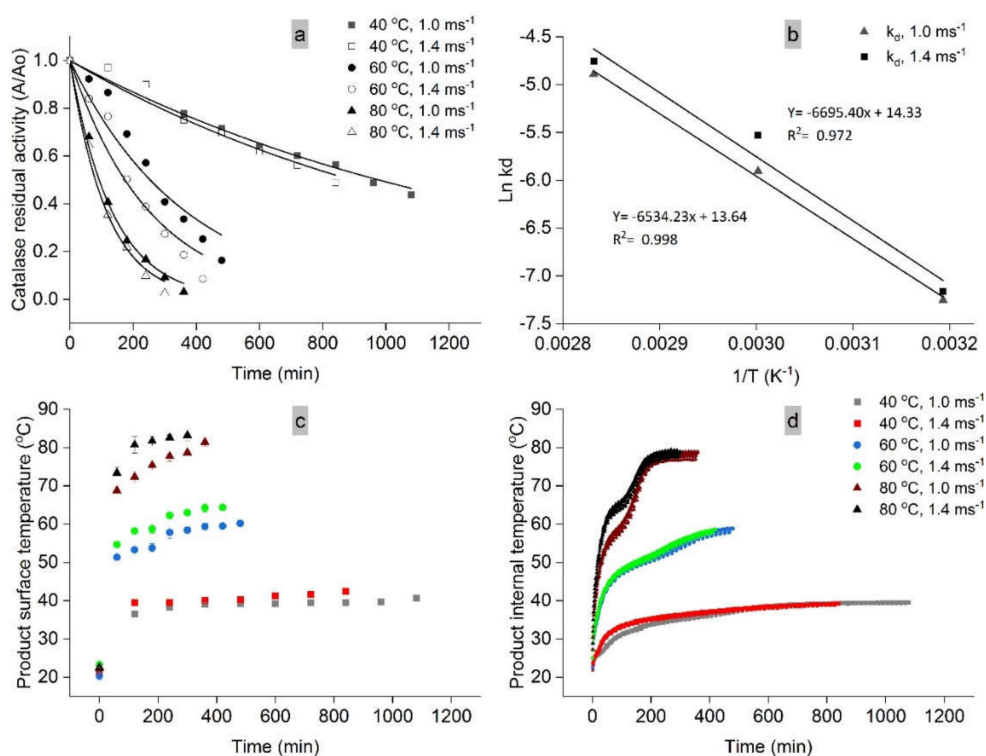 a
40 °C, 1.0 ms⁻¹
40 °C, 1.4 ms⁻¹
60 °C, 1.0 ms⁻¹
60 °C, 1.4 ms⁻¹
80 °C, 1.0 ms⁻¹
80 °C, 1.4 ms⁻¹
Catalase residual activity (A/Ao)
1.0
0.8
0.6
0.4
0.2
0.0
0 200 400 600 800 1000 1200
Time (min)
b
k_d, 1.0 ms⁻¹
k_d, 1.4 ms⁻¹
Ln kd
-4.5
-5.0
-5.5
-6.0
-6.5
-7.0
-7.5
Y= -6695.40x + 14.33
R²= 0.972
Y= -6534.23x + 13.64
R²= 0.998
0.0028 0.0029 0.0030 0.0031 0.0032
1/T (K⁻¹)
c
Product surface temperature (°C)
90
80
70
60
50
40
30
20
0 200 400 600 800 1000 1200
Time (min)
d
40 °C, 1.0 ms⁻¹
40 °C, 1.4 ms⁻¹
60 °C, 1.0 ms⁻¹
60 °C, 1.4 ms⁻¹
80 °C, 1.0 ms⁻¹
80 °C, 1.4 ms⁻¹
Product internal temperature (°C)
90
80
70
60
50
40
30
20
0 200 400 600 800 1000 1200
Time (min)